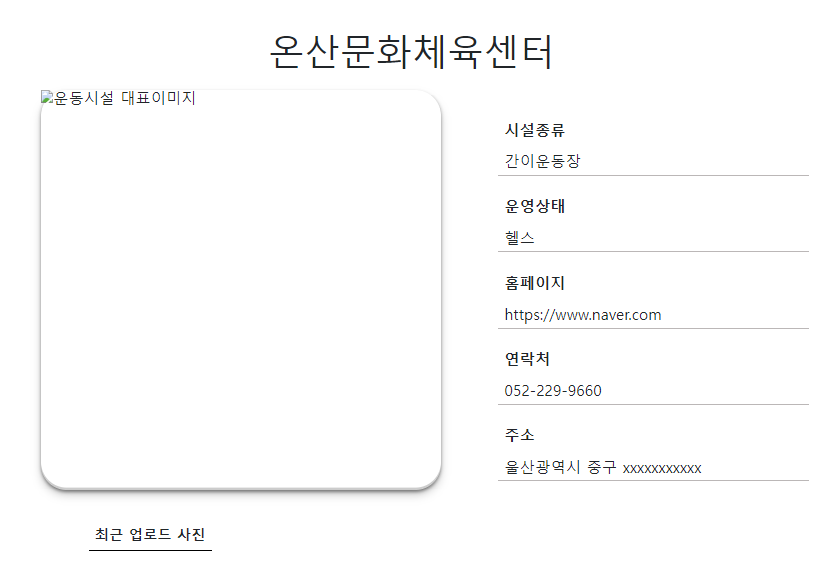 온산문화체육센터
운동시설 대표이미지
시설종류
간이운동장
운영상태
헬스
홈페이지
https://www.naver.com
연락처
052-229-9660
주소
울산광역시 중구 xxxxxxxxxxx
최근 업로드 사진